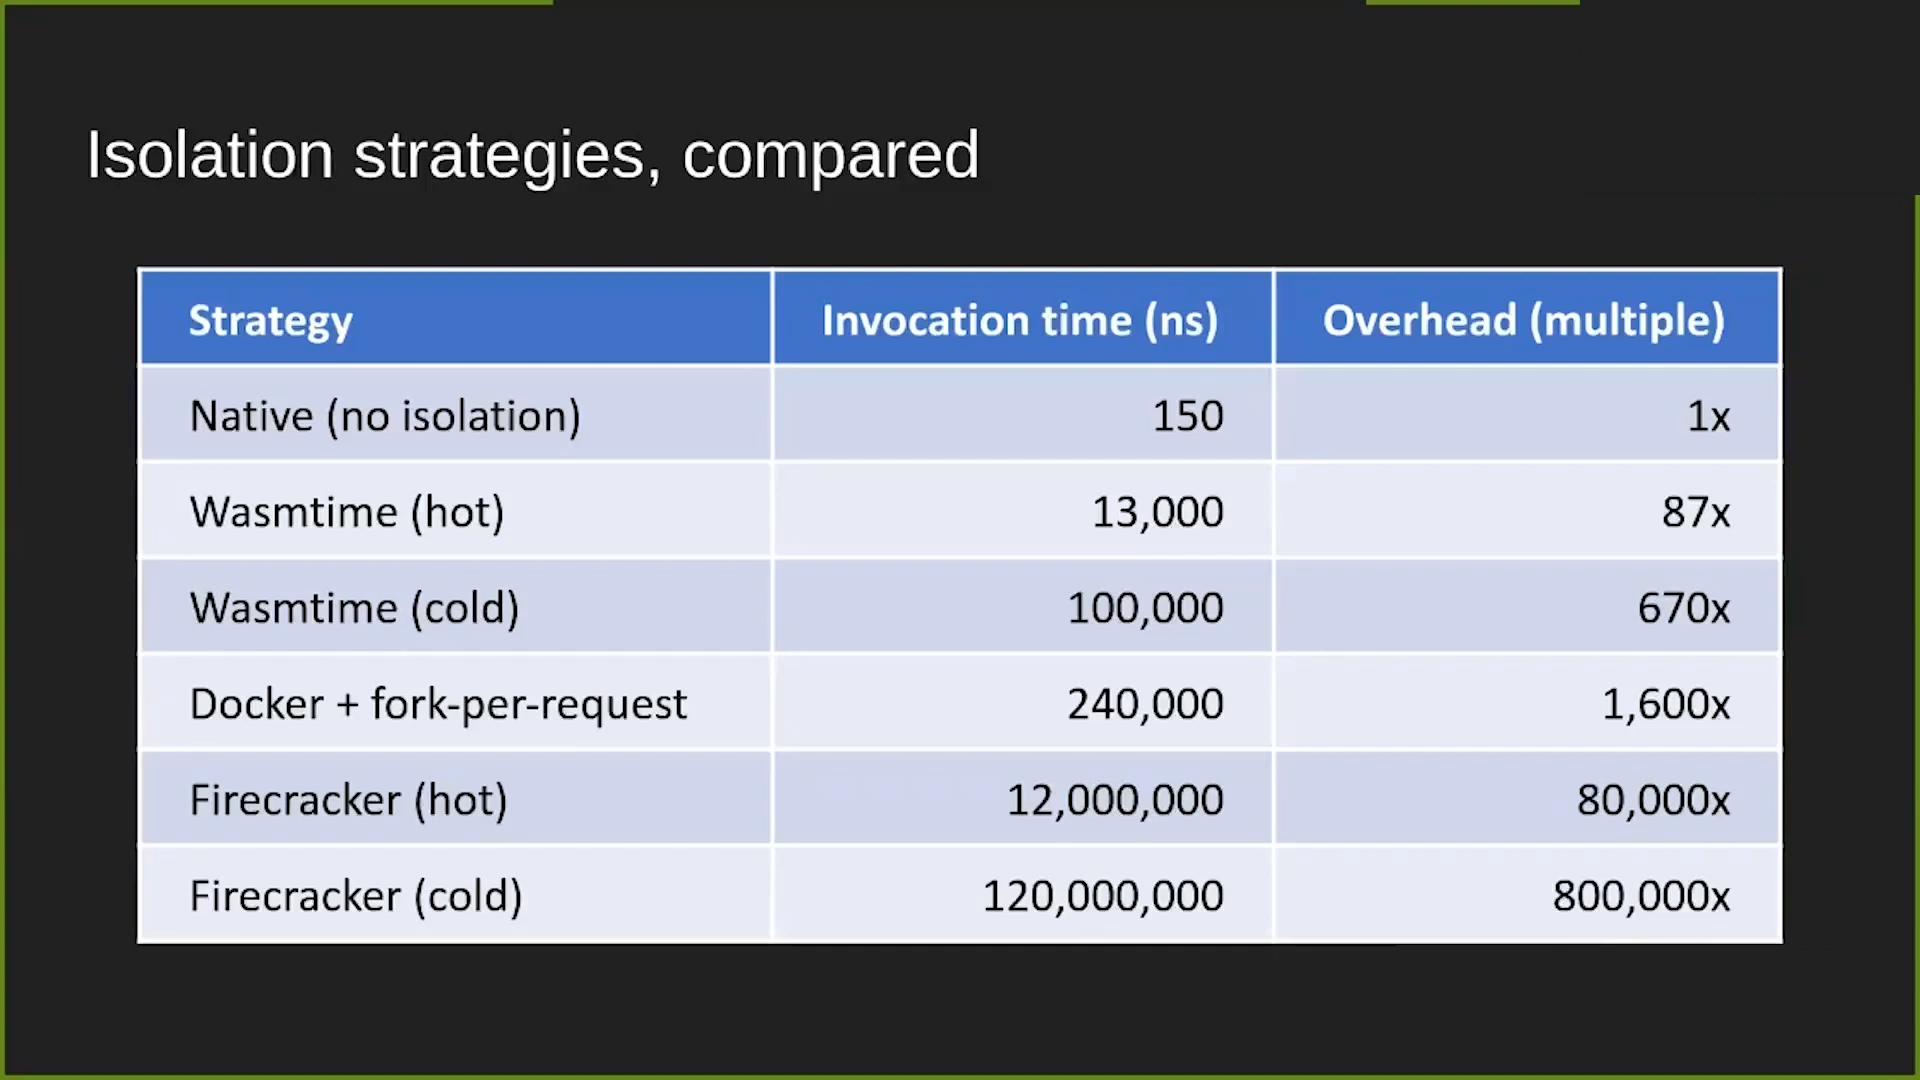 Isolation strategies, compared
Strategy Invocation time (ns) Overhead (multiple)
Native (no isolation) 150 1x
Wasmtime (hot) 13,000 87x
Wasmtime (cold) 100,000 670x
Docker + fork-per-request 240,000 1,600x
Firecracker (hot) 12,000,000 80,000x
Firecracker (cold) 120,000,000 800,000x